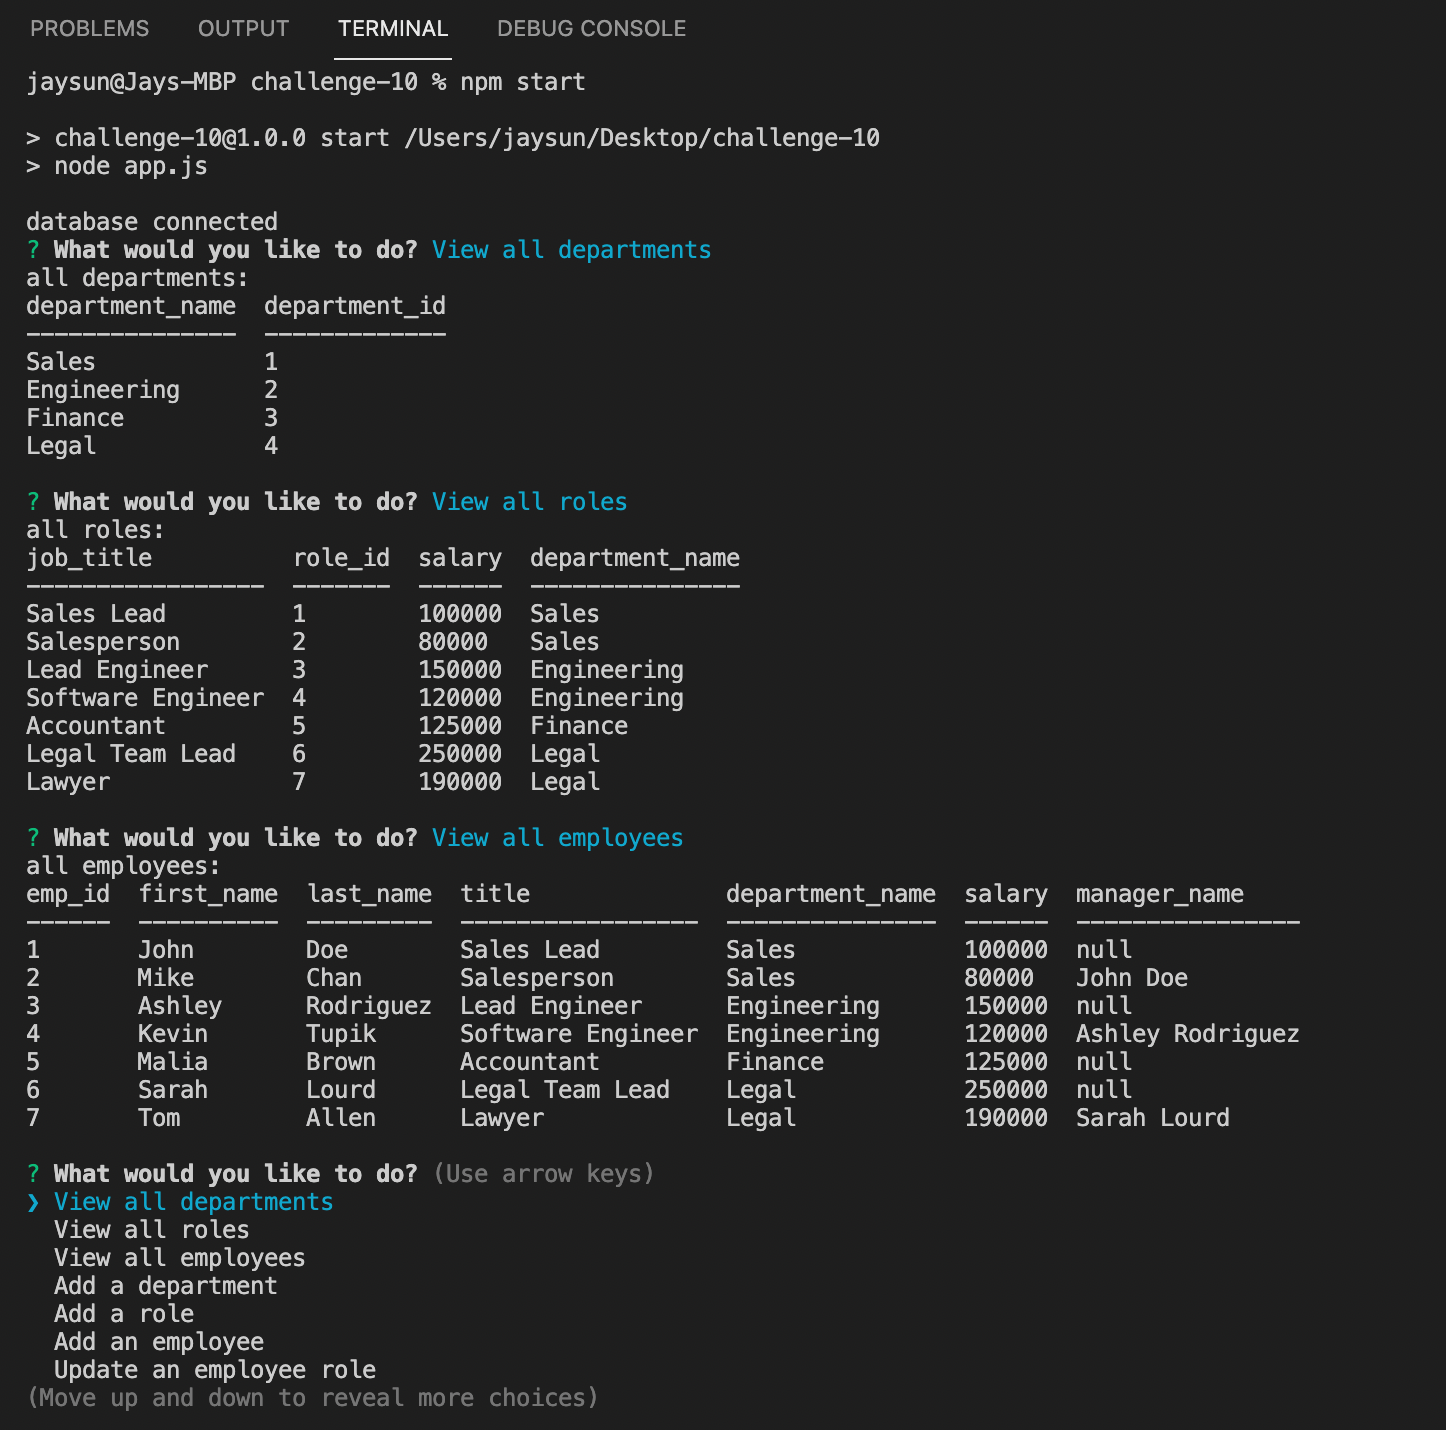 PROBLEMS OUTPUT TERMINAL DEBUG CONSOLE
jaysun@Jays-MBP challenge-10 % npm start
> challenge-10@1.0.0 start /Users/jaysun/Desktop/challenge-10
> node app.js
database connected
? What would you like to do? View all departments
all departments:
department_name  department_id
---------------  -------------
Sales            1
Engineering      2
Finance          3
Legal            4
? What would you like to do? View all roles
all roles:
job_title          role_id  salary  department_name
-----------------  -------  ------  ---------------
Sales Lead         1        100000  Sales
Salesperson        2        80000   Sales
Lead Engineer      3        150000  Engineering
Software Engineer  4        120000  Engineering
Accountant         5        125000  Finance
Legal Team Lead    6        250000  Legal
Lawyer             7        190000  Legal
? What would you like to do? View all employees
all employees:
emp_id  first_name  last_name  title              department_name  salary  manager_name
------  ----------  ---------  -----------------  ---------------  ------  ----------------
1       John        Doe        Sales Lead         Sales            100000  null
2       Mike        Chan       Salesperson        Sales            80000   John Doe
3       Ashley      Rodriguez  Lead Engineer      Engineering      150000  null
4       Kevin       Tupik      Software Engineer  Engineering      120000  Ashley Rodriguez
5       Malia       Brown      Accountant         Finance          125000  null
6       Sarah       Lourd      Legal Team Lead    Legal            250000  null
7       Tom         Allen      Lawyer             Legal            190000  Sarah Lourd
? What would you like to do? (Use arrow keys)
❯ View all departments
  View all roles
  View all employees
  Add a department
  Add a role
  Add an employee
  Update an employee role
(Move up and down to reveal more choices)